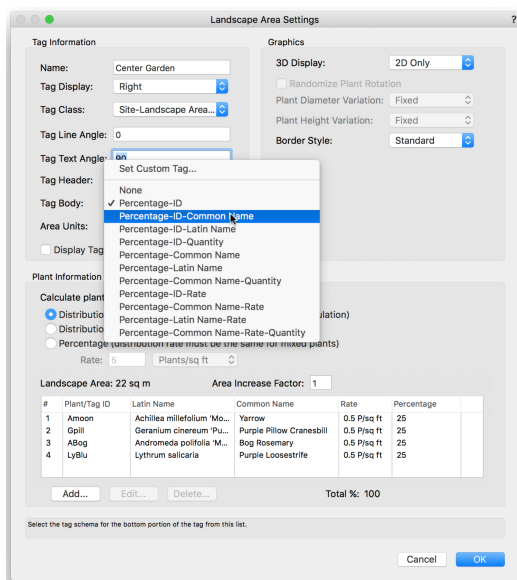 Landscape Area Settings ?
Tag Information
Graphics
Name: Center Garden
3D Display: 2D Only
Tag Display: Right
Randomize Plant Rotation
Tag Class: Site-Landscape Area...
Plant Diameter Variation: Fixed
Plant Height Variation: Fixed
Tag Line Angle: 0
Border Style: Standard
Tag Text Angle: 90
Set Custom Tag...
Tag Header:
None
Tag Body: ✓ Percentage-ID
Percentage-ID-Common Name
Area Units: Percentage-ID-Latin Name
Percentage-ID-Quantity
Display Tag Percentage-Common Name
Percentage-Latin Name
Plant Information Percentage-Common Name-Quantity
Percentage-ID-Rate
Calculate plant
Percentage-Common Name-Rate
Distributio
Percentage-Latin Name-Rate
Distributio
Percentage-Common Name-Rate-Quantity
Percentage (distribution rate must be the same for mixed plants)
Rate: 5 Plants/sq ft
Landscape Area: 22 sq m Area Increase Factor: 1
# Plant/Tag ID Latin Name Common Name Rate Percentage
1 Amoon Achillea millefolium 'Mo... Yarrow 0.5 P/sq ft 25
2 Gpill Geranium cinereum 'Pu... Purple Pillow Cranesbill 0.5 P/sq ft 25
3 ABog Andromeda polifolia 'M... Bog Rosemary 0.5 P/sq ft 25
4 LyBlu Lythrum salicaria Purple Loosestrife 0.5 P/sq ft 25
Add... Edit... Delete... Total %: 100
Select the tag schema for the bottom portion of the tag from this list.
Cancel OK